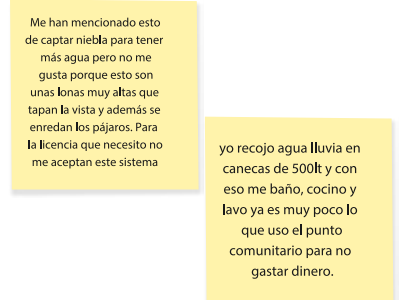 Me han mencionado esto
de captar niebla para tener
más agua pero no me
gusta porque esto son
unas lonas muy altas que
tapan la vista y además se
enredan los pájaros. Para
la licencia que necesito no
me aceptan este sistema
yo recojo agua lluvia en
canecas de 500lt y con
eso me baño, cocino y
lavo ya es muy poco lo
que uso el punto
comunitario para no
gastar dinero.